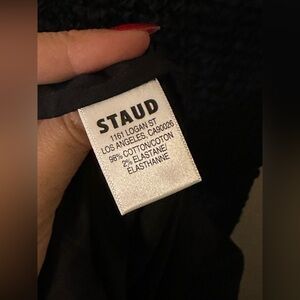 STAUD
1161 LOGAN ST
LOS ANGELES, CA90026
98% COTTON/COTON
2% ELASTANE/
ELASTHANNE